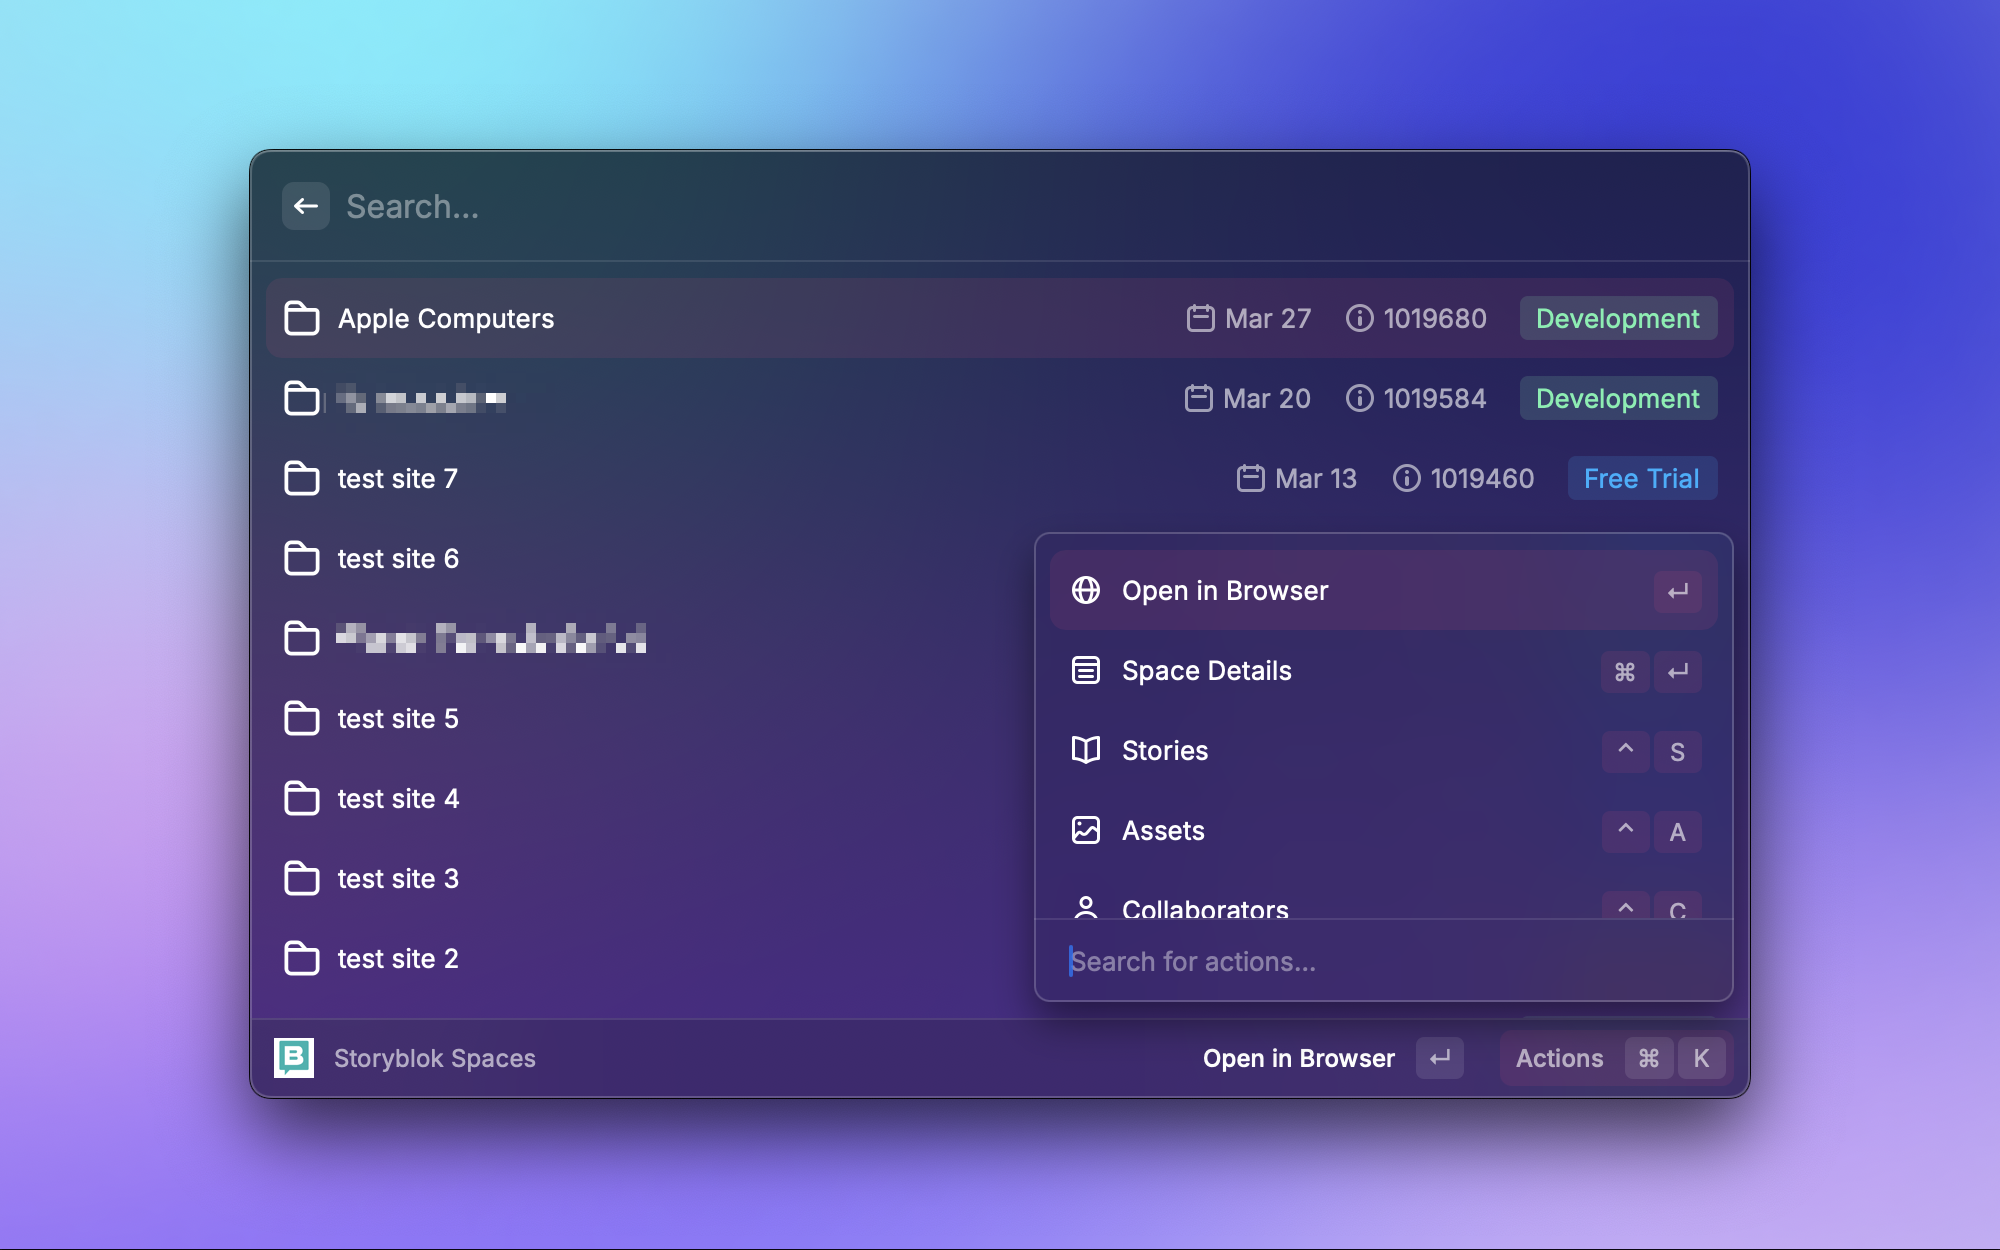 Search...
Apple Computers Mar 27 1019680 Development
Mar 20 1019584 Development
test site 7 Mar 13 1019460 Free Trial
test site 6
test site 5
test site 4
test site 3
test site 2
Open in Browser ↵
Space Details ⌘ ↵
Stories ^ S
Assets ^ A
Collaborators ^ C
Search for actions...
B Storyblok Spaces Open in Browser ↵ Actions ⌘ K